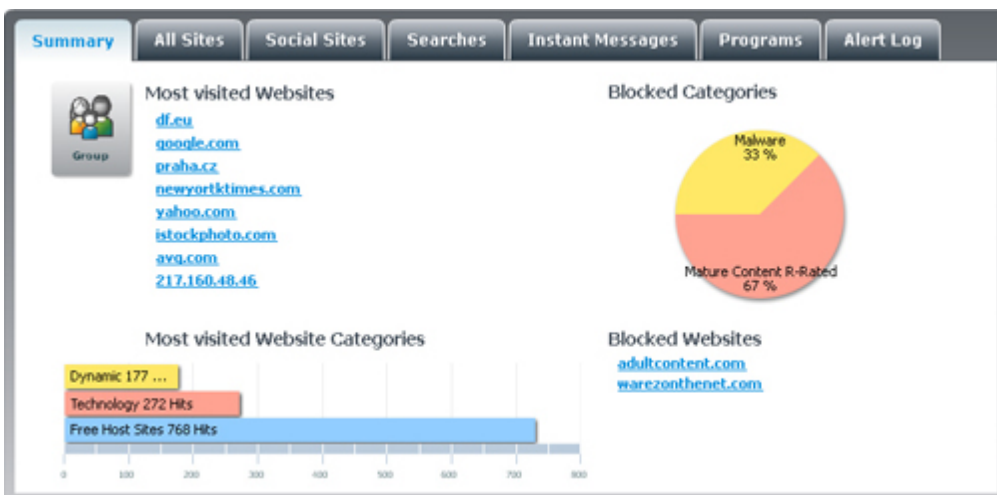 Summary
All Sites
Social Sites
Searches
Instant Messages
Programs
Alert Log
Group
Most visited Websites
df.eu
google.com
praha.cz
newyortktimes.com
yahoo.com
istockphoto.com
avg.com
217.160.48.46
Blocked Categories
Malware
33 %
Mature Content R-Rated
67 %
Most visited Website Categories
Dynamic 177 ...
Technology 272 Hits
Free Host Sites 768 Hits
0 100 200 300 400 500 600 700 800
Blocked Websites
adultcontent.com
warezonthenet.com